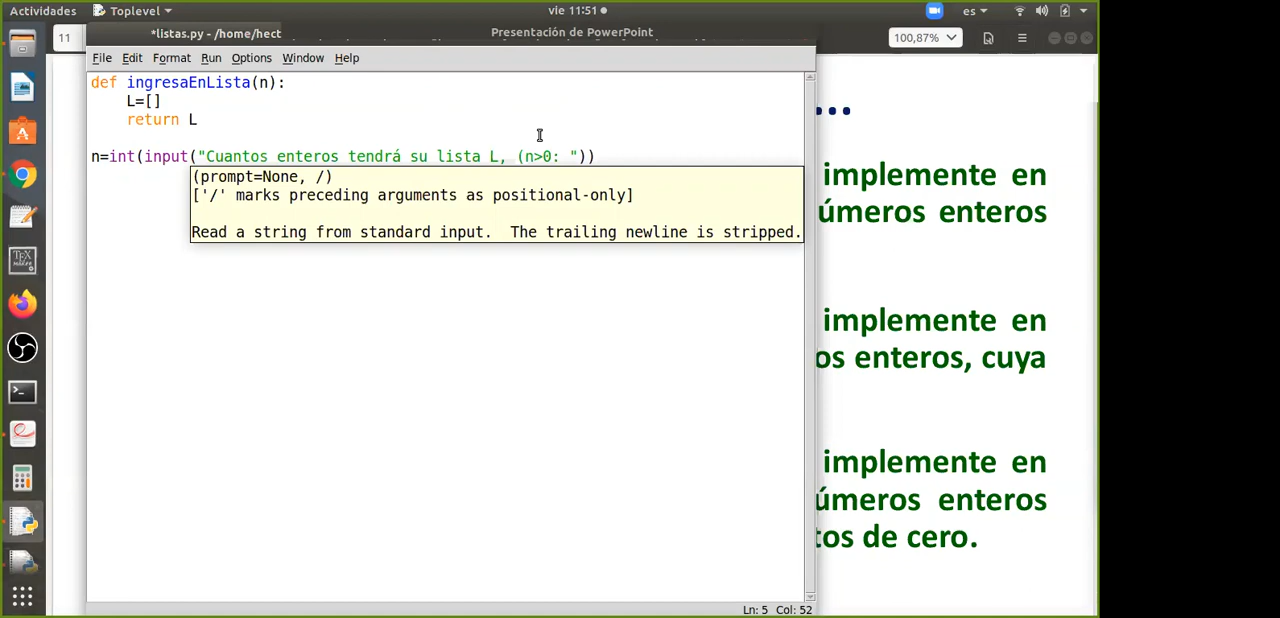 Actividades Toplevel vie 11:51 es
*listas.py - /home/hect Presentación de PowerPoint
11 100,87%
File Edit Format Run Options Window Help
def ingresaEnLista(n):
L=[]
return L
n=int(input("Cuantos enteros tendrá su lista L, (n>0: "))
(prompt=None, /)
['/' marks preceding arguments as positional-only]
Read a string from standard input. The trailing newline is stripped.
...
implemente en
úmeros enteros
implemente en
os enteros, cuya
implemente en
úmeros enteros
tos de cero.
Ln: 5 Col: 52